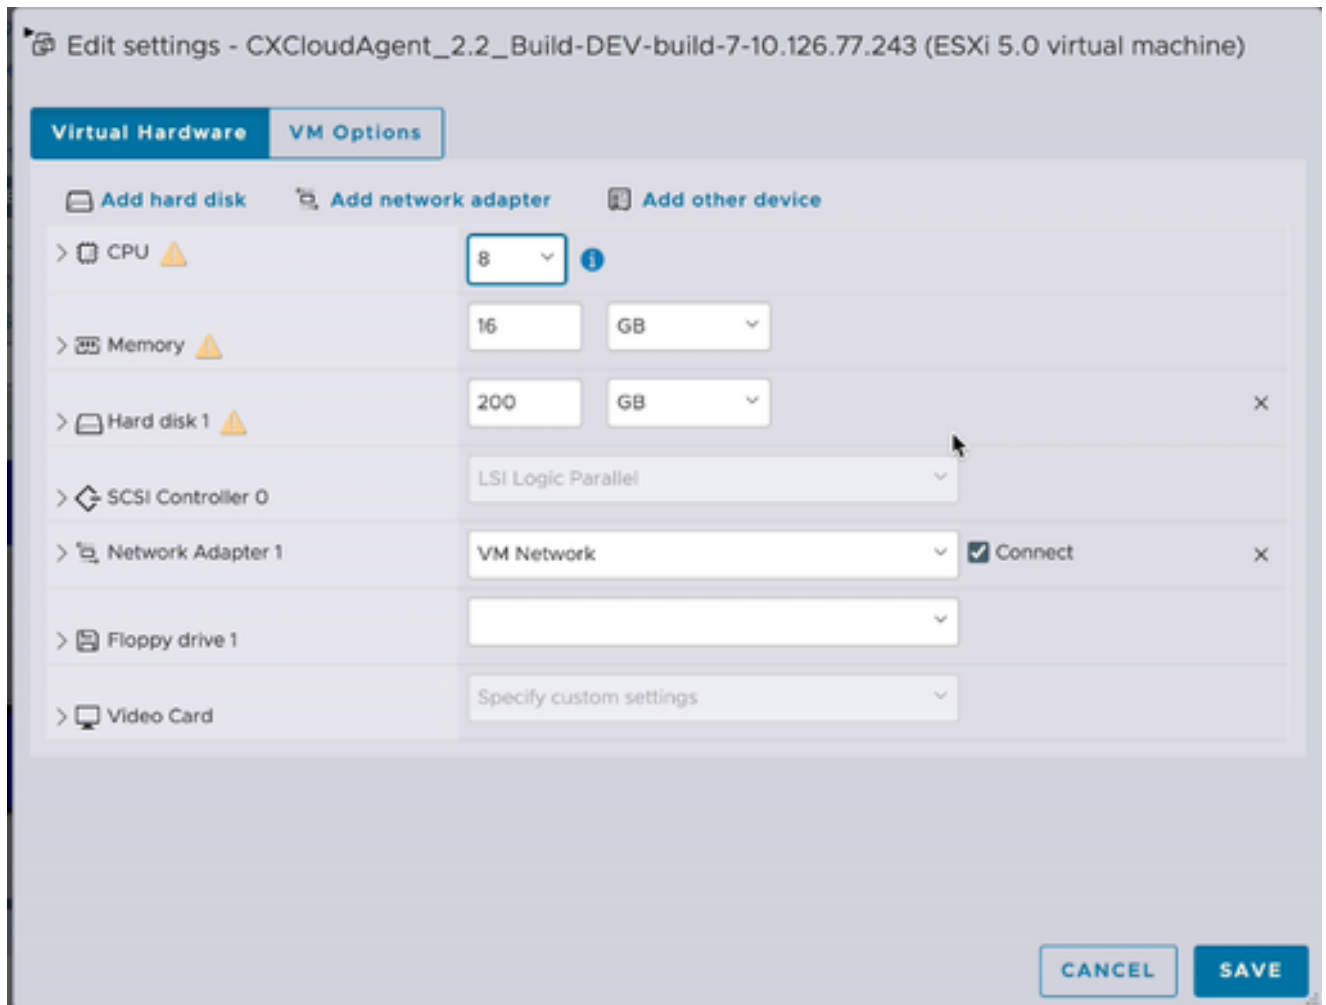 Edit settings - CXCloudAgent_2.2_Build-DEV-build-7-10.126.77.243 (ESXi 5.0 virtual machine)
Virtual Hardware VM Options
Add hard disk Add network adapter Add other device
CPU 8
Memory 16 GB
Hard disk 1 200 GB
SCSI Controller 0 LSI Logic Parallel
Network Adapter 1 VM Network Connect
Floppy drive 1
Video Card Specify custom settings
CANCEL SAVE